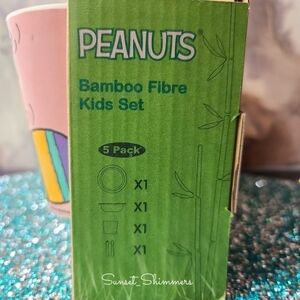 PEANUTS
Bamboo Fibre
Kids Set
5 Pack
X1
X1
X1
X1
Sunset Shimmers